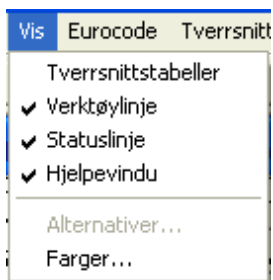 Vis Eurocode Tverrsnitt
Tverrsnittstabeller
Verktøylinje
Statuslinje
Hjelpevindu
Alternativer...
Farger...